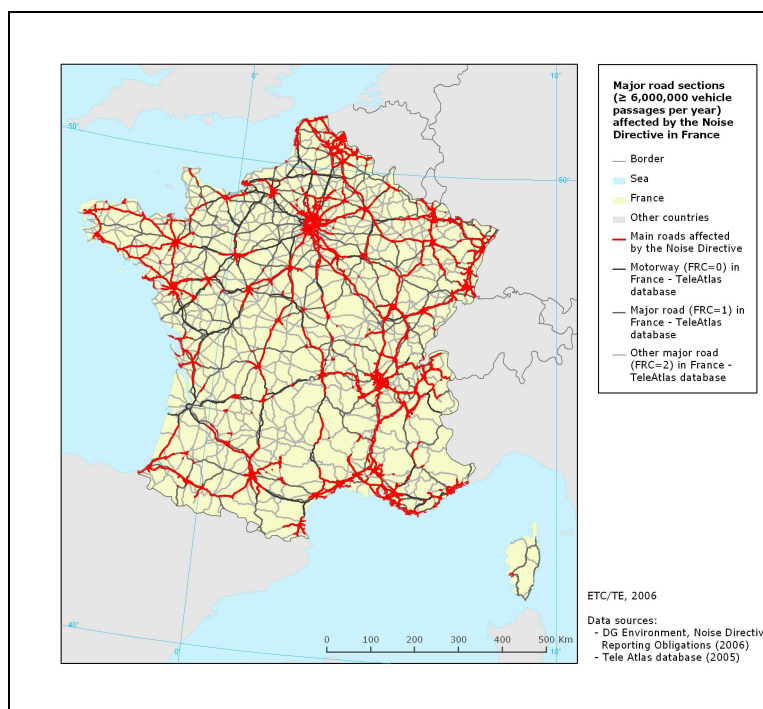 0°
10°
50°
50°
40°
0°
10°
0 100 200 300 400 500 Km
Major road sections
(≥ 6,000,000 vehicle
passages per year)
affected by the Noise
Directive in France
Border
Sea
France
Other countries
Main roads affected
by the Noise Directive
Motorway (FRC=0) in
France - TeleAtlas
database
Major road (FRC=1) in
France - TeleAtlas
database
Other major road
(FRC=2) in France -
TeleAtlas database
ETC/TE, 2006
Data sources:
- DG Environment, Noise Directiv
Reporting Obligations (2006)
- Tele Atlas database (2005)